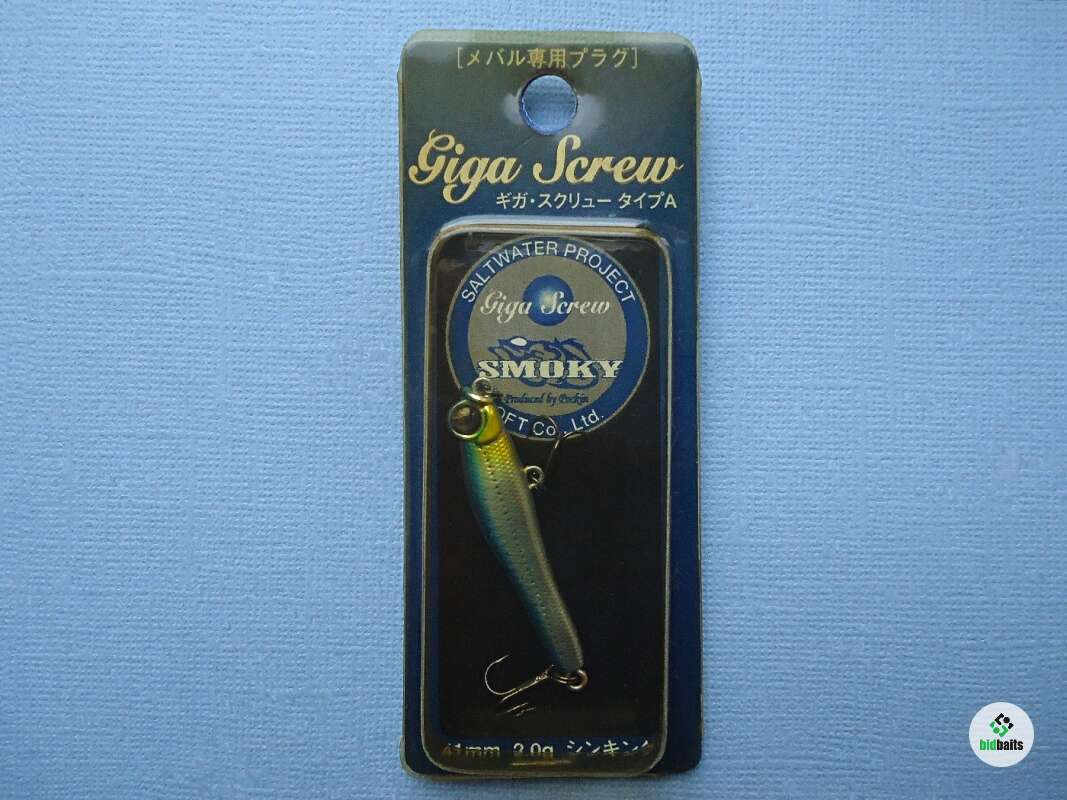 [メバル専用プラグ]
Giga Screw
ギガ・スクリュー タイプA
SALTWATER PROJECT
Giga Screw
SMOKY
Produced by Pockin
Co., Ltd.
41mm 2.0g シンキング
bidbaits